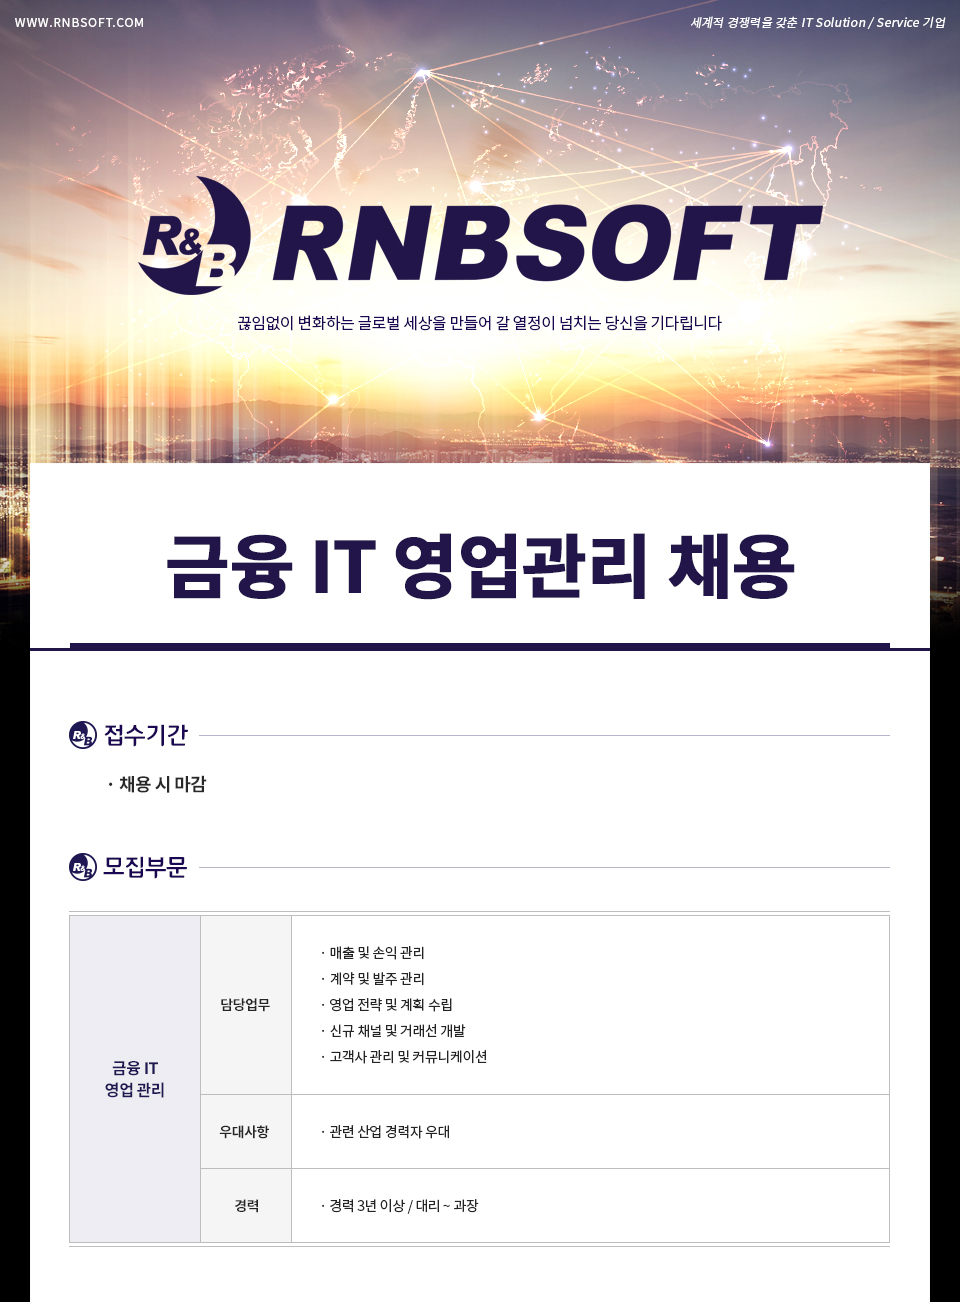 WWW.RNBSOFT.COM
세계적 경쟁력을 갖춘 IT Solution / Service 기업
R&B RNBSOFT
끊임없이 변화하는 글로벌 세상을 만들어 갈 열정이 넘치는 당신을 기다립니다
금융 IT 영업관리 채용
R&B 접수기간
· 채용 시 마감
R&B 모집부문
금융 IT
영업 관리
담당업무
· 매출 및 손익 관리
· 계약 및 발주 관리
· 영업 전략 및 계획 수립
· 신규 채널 및 거래선 개발
· 고객사 관리 및 커뮤니케이션
우대사항
· 관련 산업 경력자 우대
경력
· 경력 3년 이상 / 대리 ~ 과장